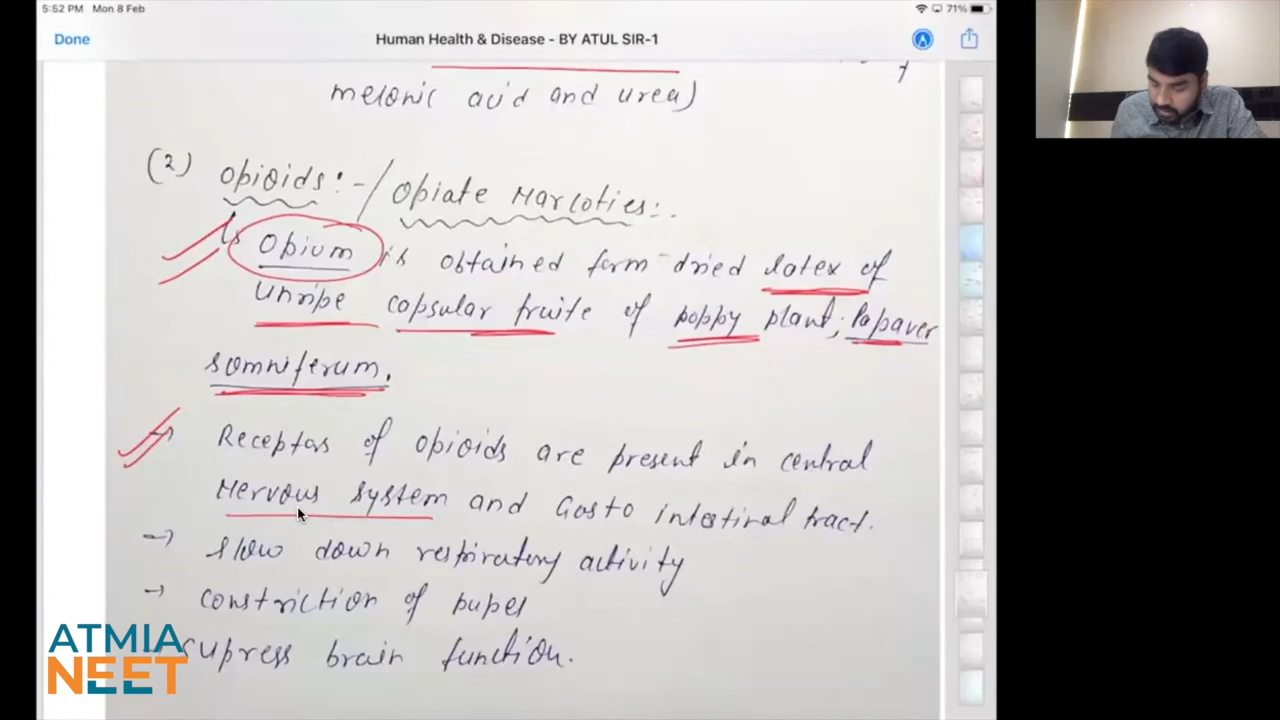 5:52 PM Mon 8 Feb
71%
Done
Human Health & Disease - BY ATUL SIR-1
melonic acid and urea)
(2) Opioids:-/Opiate Narcotics:.
Opium is obtained form dried latex of
unripe capsular fruite of poppy plant; Papaver
somniferum.
→ Receptors of opioids are present in central
Nervous system and Gasto intestinal tract.
→ slow down respiratory activity
→ constriction of pupel
supress brain function.
ATMIA
NEET